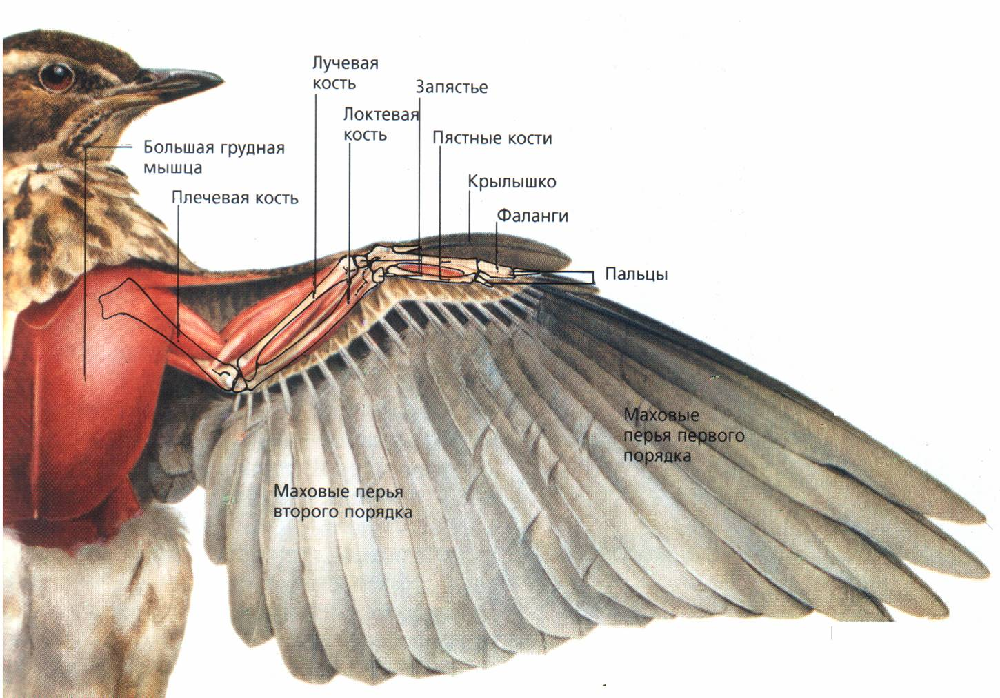 Лучевая
кость
Запястье
Локтевая
кость
Пястные кости
Большая грудная
мышца
Крылышко
Плечевая кость
Фаланги
Пальцы
Маховые
перья первого
порядка
Маховые перья
второго порядка